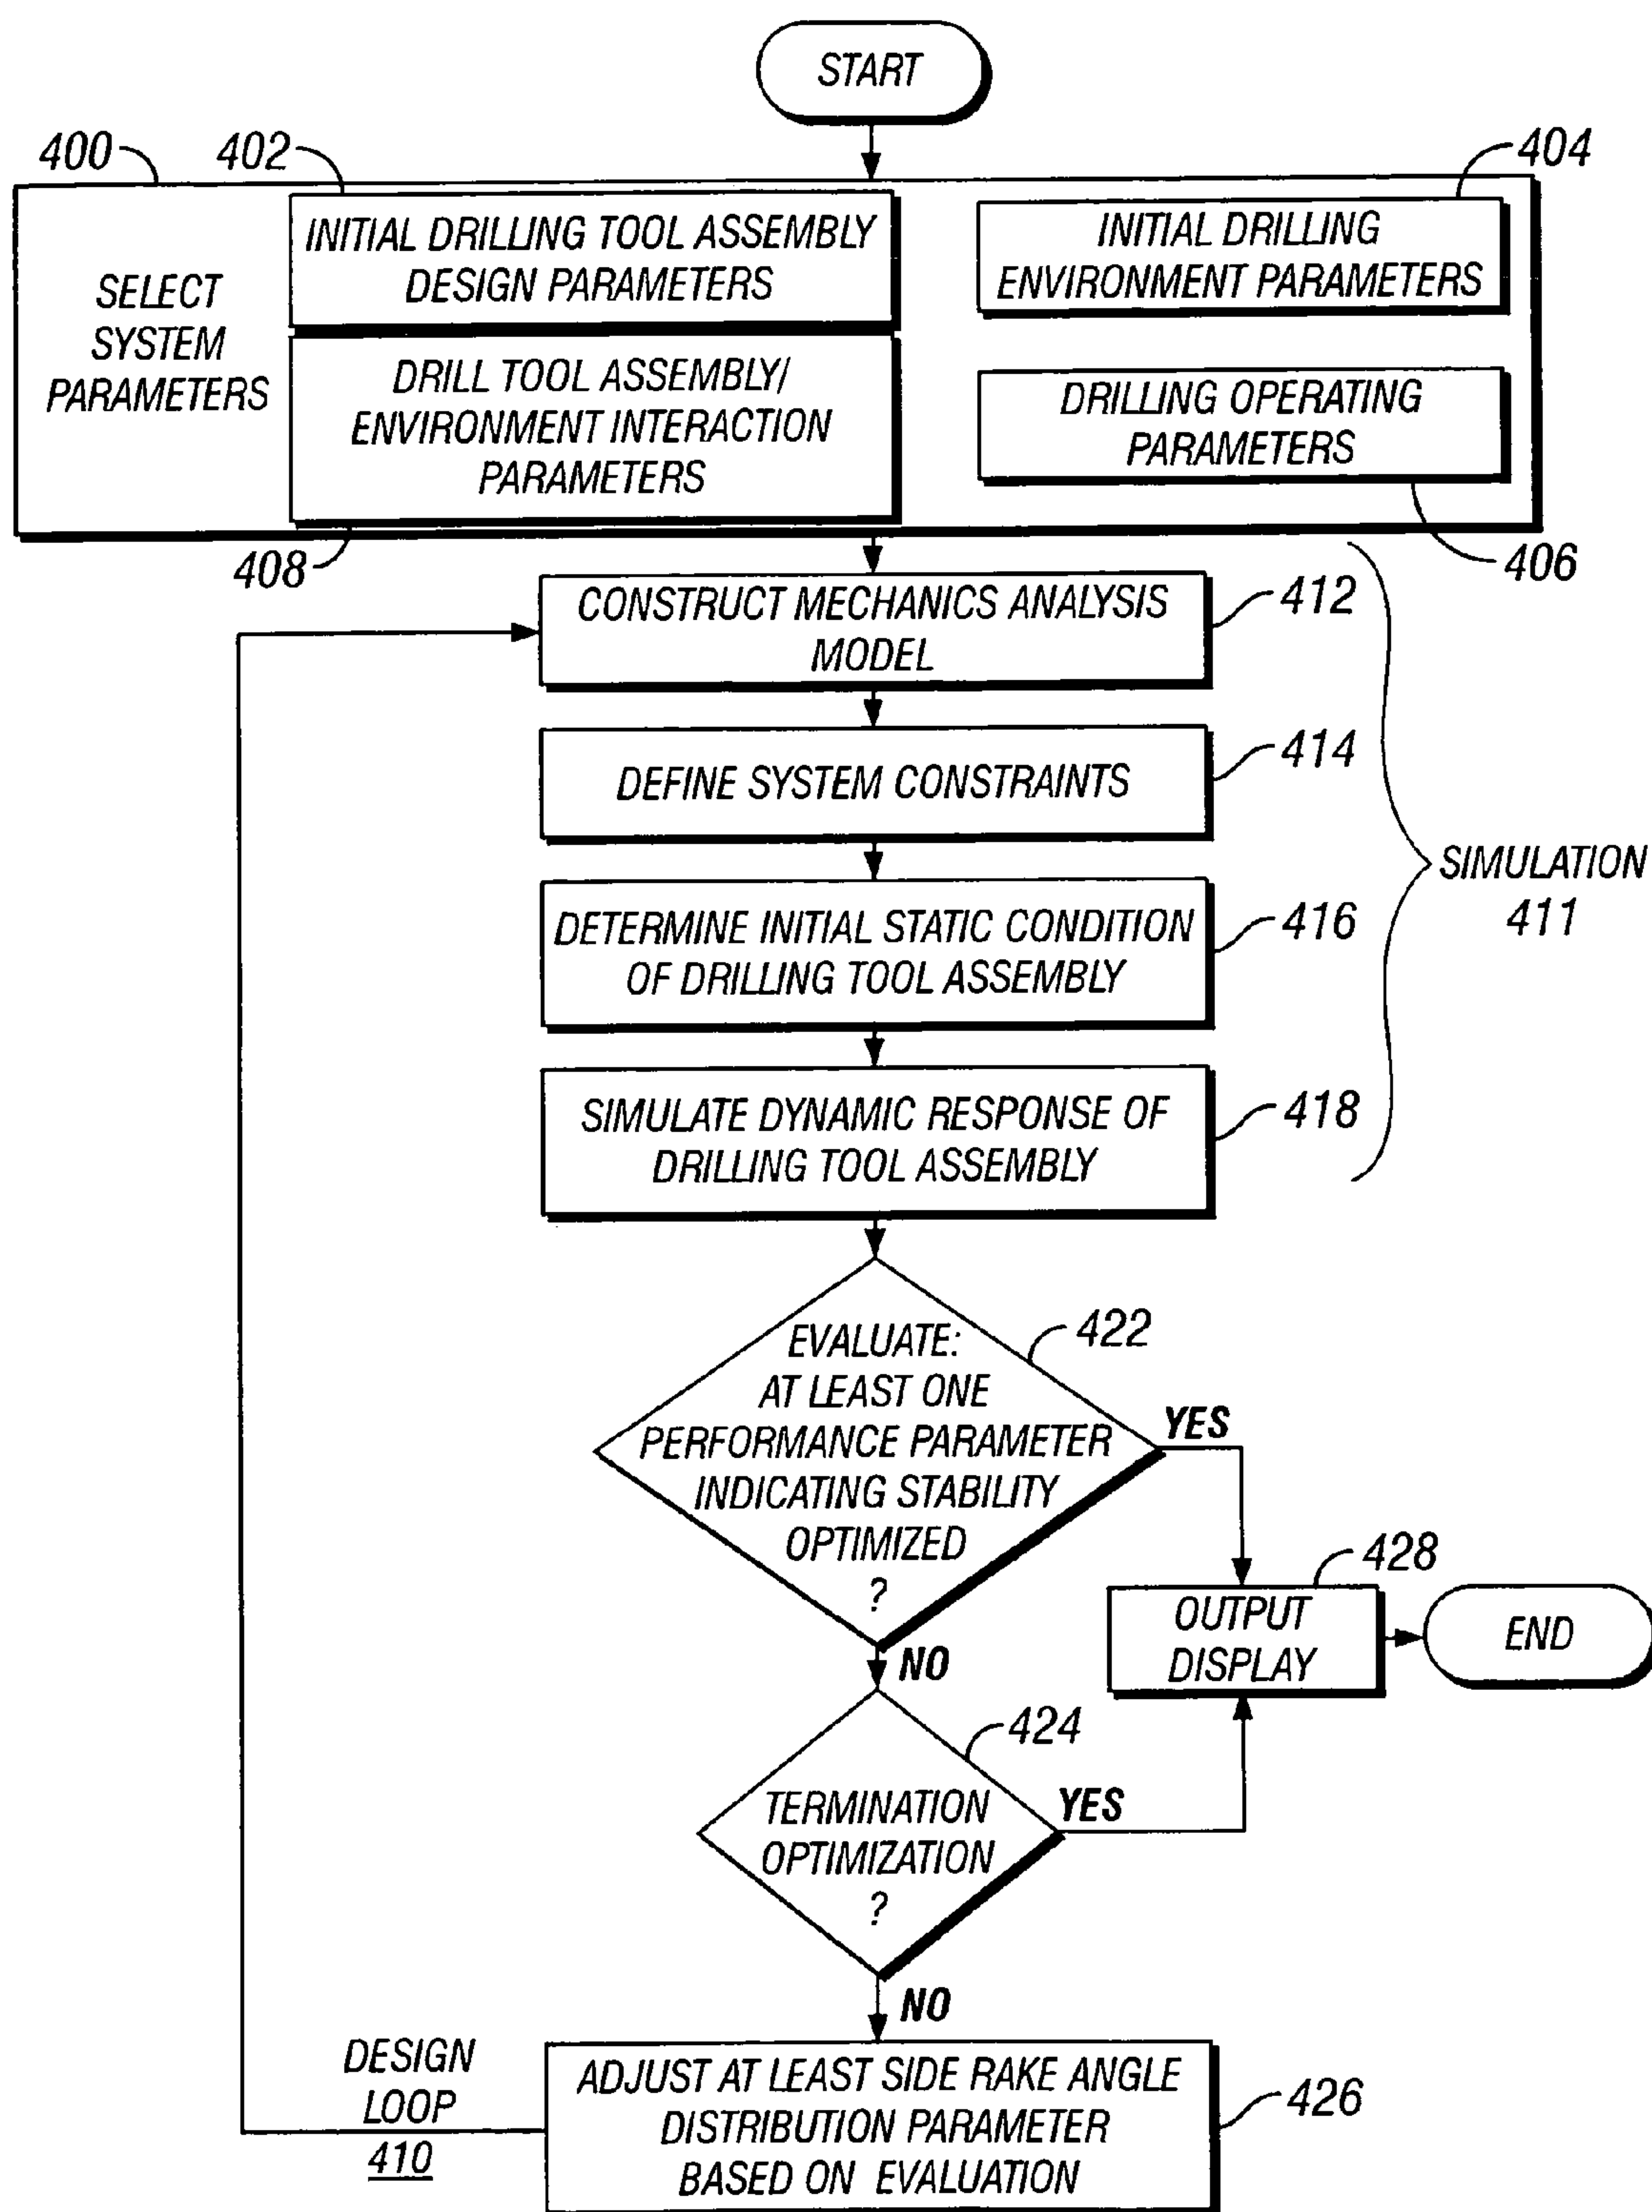 START
400
402
404
SELECT
SYSTEM
PARAMETERS
INITIAL DRILLING TOOL ASSEMBLY
DESIGN PARAMETERS
INITIAL DRILLING
ENVIRONMENT PARAMETERS
DRILL TOOL ASSEMBLY/
ENVIRONMENT INTERACTION
PARAMETERS
DRILLING OPERATING
PARAMETERS
408
406
CONSTRUCT MECHANICS ANALYSIS
MODEL
412
DEFINE SYSTEM CONSTRAINTS
414
SIMULATION
411
DETERMINE INITIAL STATIC CONDITION
OF DRILLING TOOL ASSEMBLY
416
SIMULATE DYNAMIC RESPONSE OF
DRILLING TOOL ASSEMBLY
418
EVALUATE:
AT LEAST ONE
PERFORMANCE PARAMETER
INDICATING STABILITY
OPTIMIZED
?
422
YES
NO
428
OUTPUT
DISPLAY
END
424
TERMINATION
OPTIMIZATION
?
YES
NO
DESIGN
LOOP
410
ADJUST AT LEAST SIDE RAKE ANGLE
DISTRIBUTION PARAMETER
BASED ON EVALUATION
426